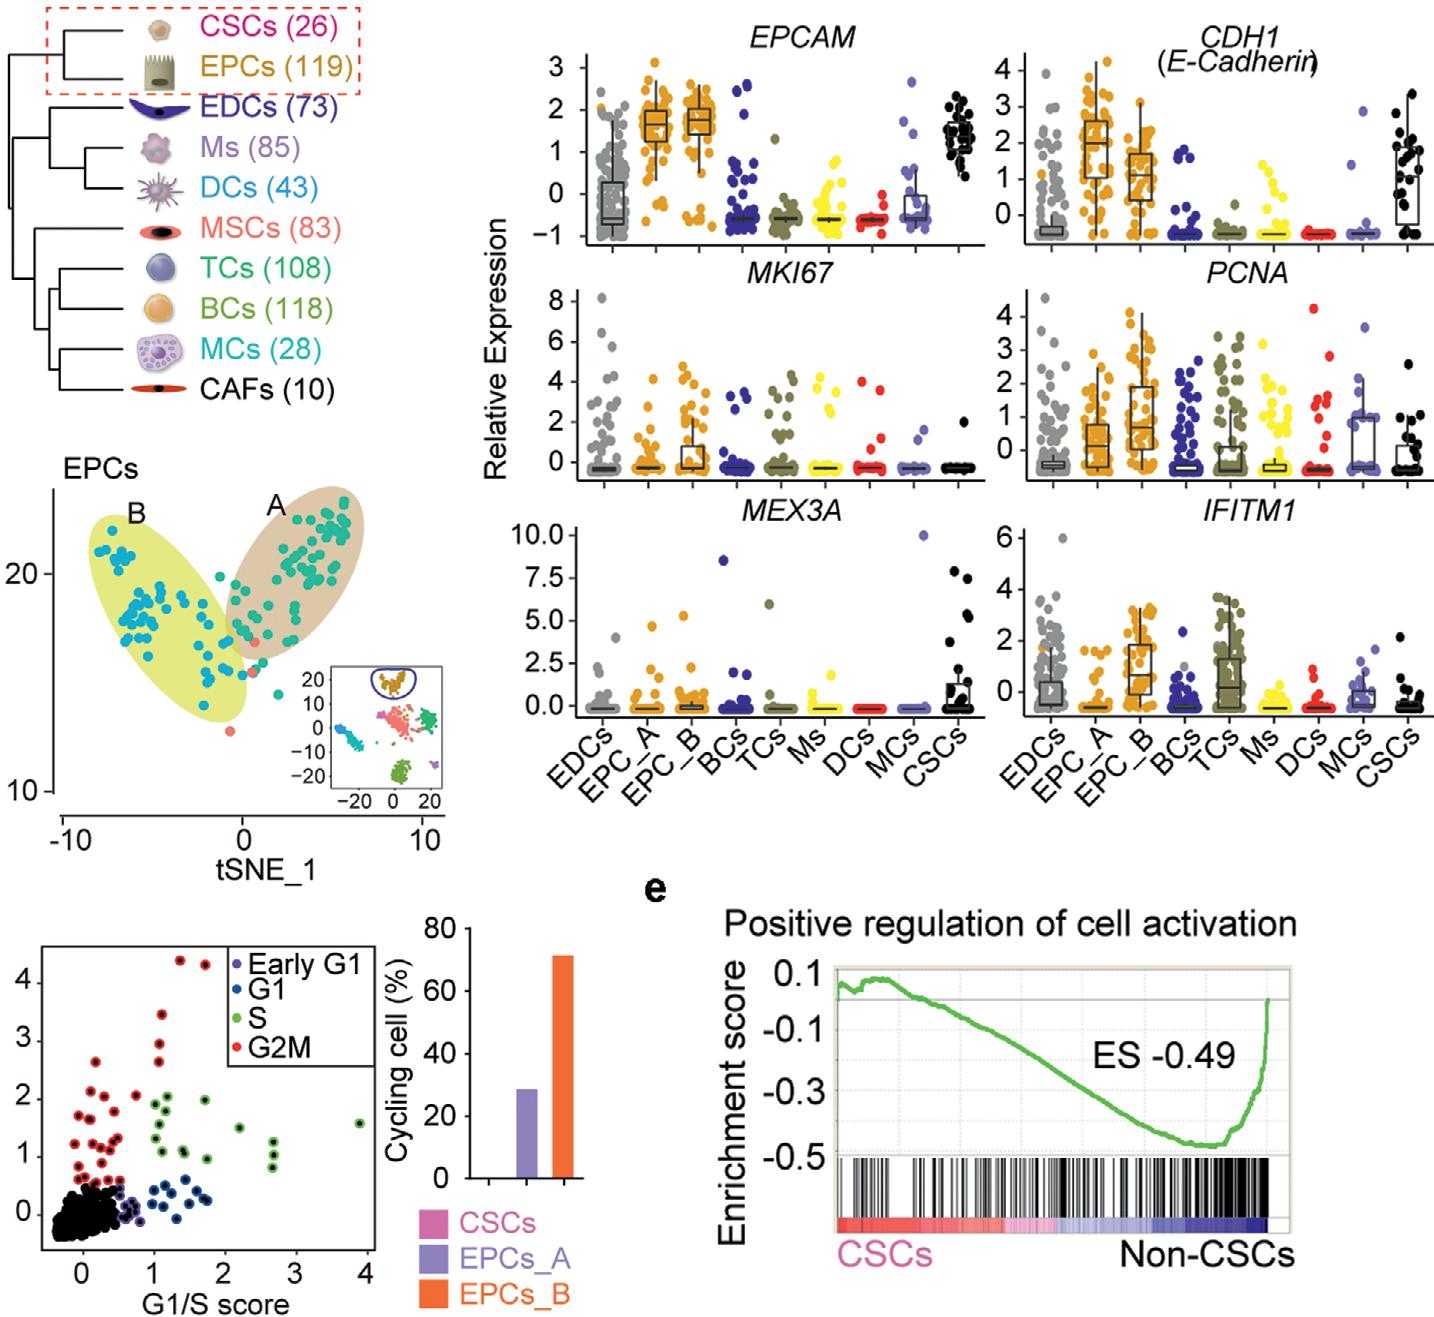 CSCs (26)
EPCs (119)
EDCs (73)
Ms (85)
DCs (43)
MSCs (83)
TCs (108)
BCs (118)
MCs (28)
CAFs (10)
EPCs
B
A
20
10
-10
0
10
tSNE_1
20
10
0
−10
−20
−20
0
20
Relative Expression
EPCAM
3
2
1
0
−1
CDH1
(E-Cadherin)
4
3
2
1
0
MKI67
8
6
4
2
0
PCNA
4
3
2
1
0
MEX3A
10.0
7.5
5.0
2.5
0.0
IFITM1
6
4
2
0
EDCs
EPC_A
EPC_B
BCs
TCs
Ms
DCs
MCs
CSCs
EDCs
EPC_A
EPC_B
BCs
TCs
Ms
DCs
MCs
CSCs
4
3
2
1
0
Early G1
G1
S
G2M
0
1
2
3
4
G1/S score
Cycling cell (%)
80
60
40
20
0
CSCs
EPCs_A
EPCs_B
e
Positive regulation of cell activation
Enrichment score
0.1
-0.1
-0.3
-0.5
ES -0.49
CSCs
Non-CSCs